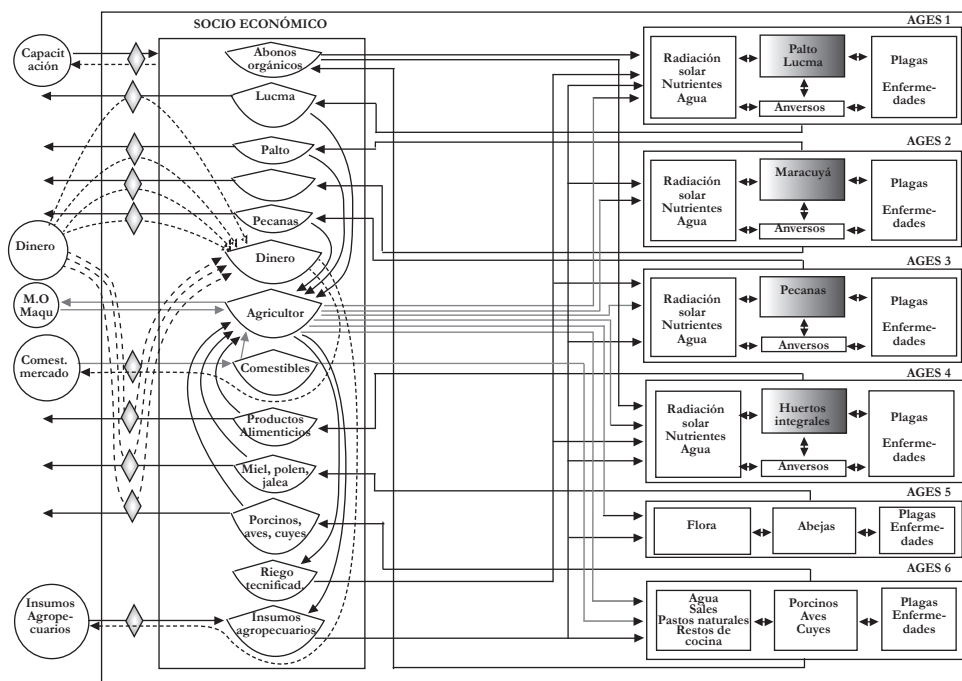 SOCIO ECONÓMICO
Capacit
ación
Dinero
M.O
Maqu
Comest.
mercado
Insumos
Agrope-
cuarios
Abonos
orgánicos
Lucma
Palto
Pecanas
Dinero
Agricultor
Comestibles
Productos
Alimenticios
Miel, polen,
jalea
Porcinos,
aves, cuyes
Riego
tecnificad.
Insumos
agropecuarios
AGES 1
Radiación
solar
Nutrientes
Agua
Palto
Lucma
Anversos
Plagas
Enferme-
dades
AGES 2
Radiación
solar
Nutrientes
Agua
Maracuyá
Anversos
Plagas
Enferme-
dades
AGES 3
Radiación
solar
Nutrientes
Agua
Pecanas
Anversos
Plagas
Enferme-
dades
AGES 4
Radiación
solar
Nutrientes
Agua
Huertos
integrales
Anversos
Plagas
Enferme-
dades
AGES 5
Flora
Abejas
Plagas
Enferme-
dades
AGES 6
Agua
Sales
Pastos naturales
Restos de
cocina
Porcinos
Aves
Cuyes
Plagas
Enferme-
dades